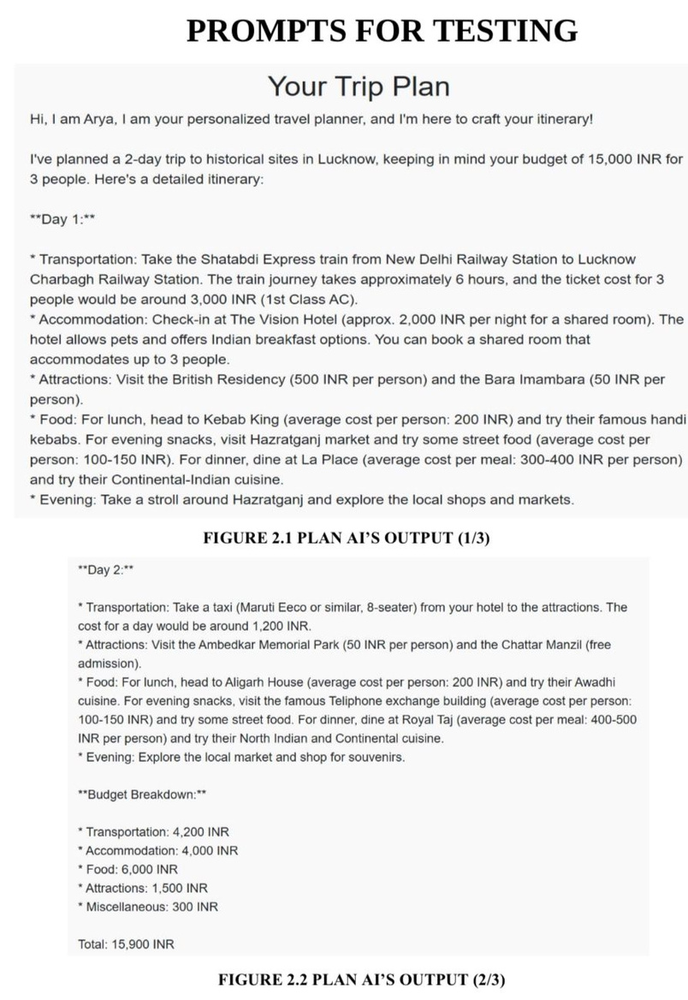 PROMPTS FOR TESTING
Your Trip Plan
Hi, I am Arya, I am your personalized travel planner, and I'm here to craft your itinerary!
I've planned a 2-day trip to historical sites in Lucknow, keeping in mind your budget of 15,000 INR for
3 people. Here's a detailed itinerary:
**Day 1:**
* Transportation: Take the Shatabdi Express train from New Delhi Railway Station to Lucknow
Charbagh Railway Station. The train journey takes approximately 6 hours, and the ticket cost for 3
people would be around 3,000 INR (1st Class AC).
* Accommodation: Check-in at The Vision Hotel (approx. 2,000 INR per night for a shared room). The
hotel allows pets and offers Indian breakfast options. You can book a shared room that
accommodates up to 3 people.
* Attractions: Visit the British Residency (500 INR per person) and the Bara Imambara (50 INR per
person).
* Food: For lunch, head to Kebab King (average cost per person: 200 INR) and try their famous handi
kebabs. For evening snacks, visit Hazratganj market and try some street food (average cost per
person: 100-150 INR). For dinner, dine at La Place (average cost per meal: 300-400 INR per person)
and try their Continental-Indian cuisine.
* Evening: Take a stroll around Hazratganj and explore the local shops and markets.
FIGURE 2.1 PLAN AI'S OUTPUT (1/3)
**Day 2:**
* Transportation: Take a taxi (Maruti Eeco or similar, 8-seater) from your hotel to the attractions. The
cost for a day would be around 1,200 INR.
* Attractions: Visit the Ambedkar Memorial Park (50 INR per person) and the Chattar Manzil (free
admission).
* Food: For lunch, head to Aligarh House (average cost per person: 200 INR) and try their Awadhi
cuisine. For evening snacks, visit the famous Teliphone exchange building (average cost per person:
100-150 INR) and try some street food. For dinner, dine at Royal Taj (average cost per meal: 400-500
INR per person) and try their North Indian and Continental cuisine.
* Evening: Explore the local market and shop for souvenirs.
**Budget Breakdown:**
* Transportation: 4,200 INR
* Accommodation: 4,000 INR
* Food: 6,000 INR
* Attractions: 1,500 INR
* Miscellaneous: 300 INR
Total: 15,900 INR
FIGURE 2.2 PLAN AI'S OUTPUT (2/3)